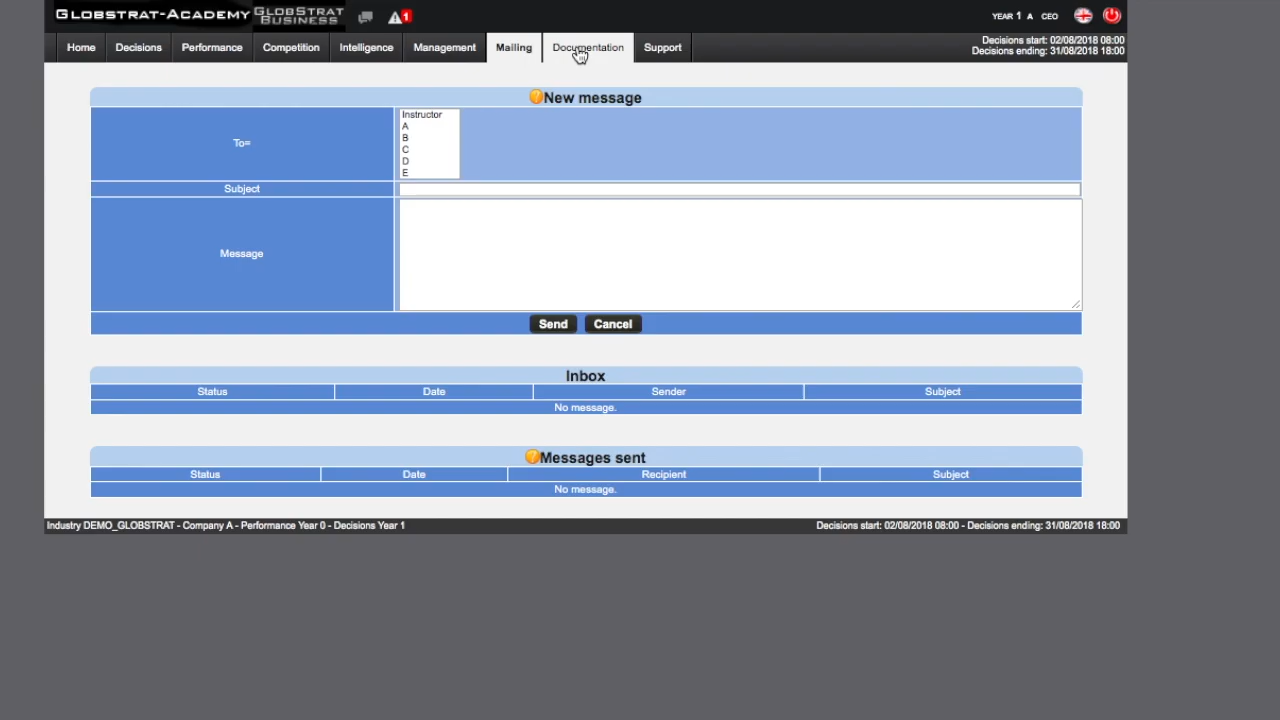 GLOBSTRAT-ACADEMY GLOBSTRAT BUSINESS 1 YEAR 1 A CEO
Home Decisions Performance Competition Intelligence Management Mailing Documentation Support
Decisions start: 02/08/2018 08:00
Decisions ending: 31/08/2018 18:00
?New message
To=
Instructor
A
B
C
D
E
Subject
Message
Send Cancel
Inbox
Status Date Sender Subject
No message.
?Messages sent
Status Date Recipient Subject
No message.
Industry DEMO_GLOBSTRAT - Company A - Performance Year 0 - Decisions Year 1 Decisions start: 02/08/2018 08:00 - Decisions ending: 31/08/2018 18:00